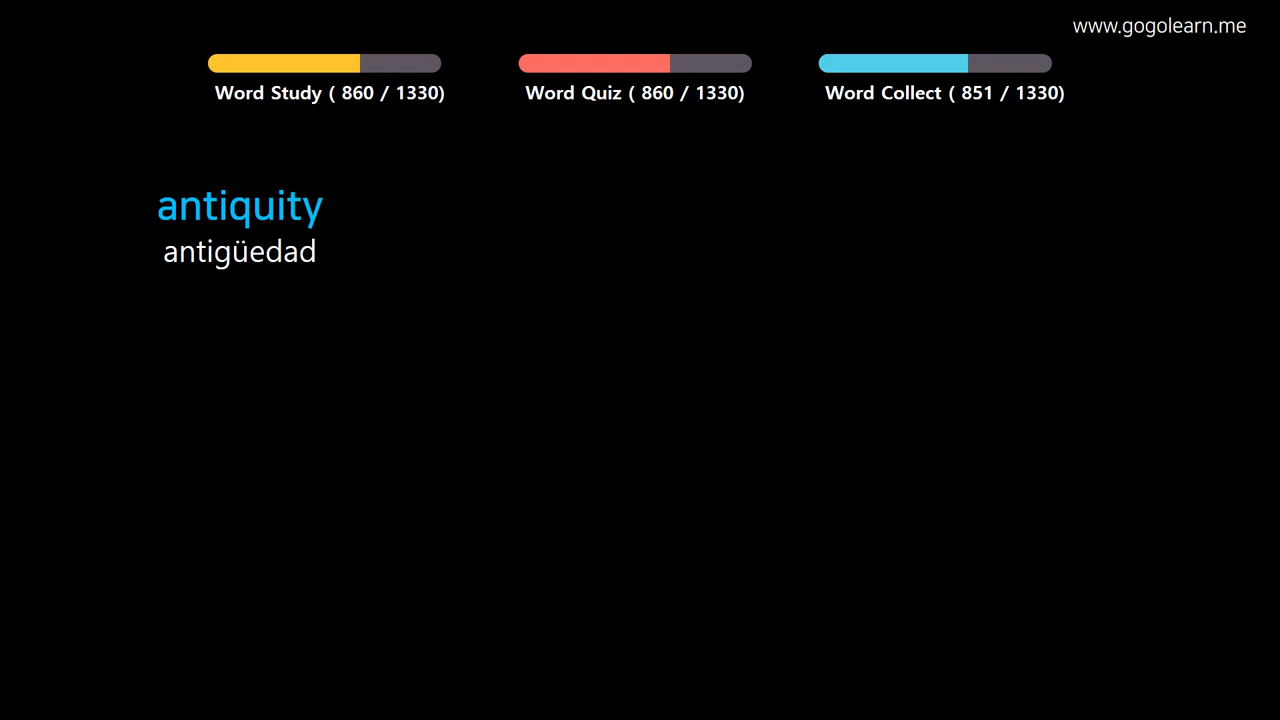 www.gogolearn.me
Word Study ( 860 / 1330)
Word Quiz ( 860 / 1330)
Word Collect ( 851 / 1330)
antiquity
antigüedad